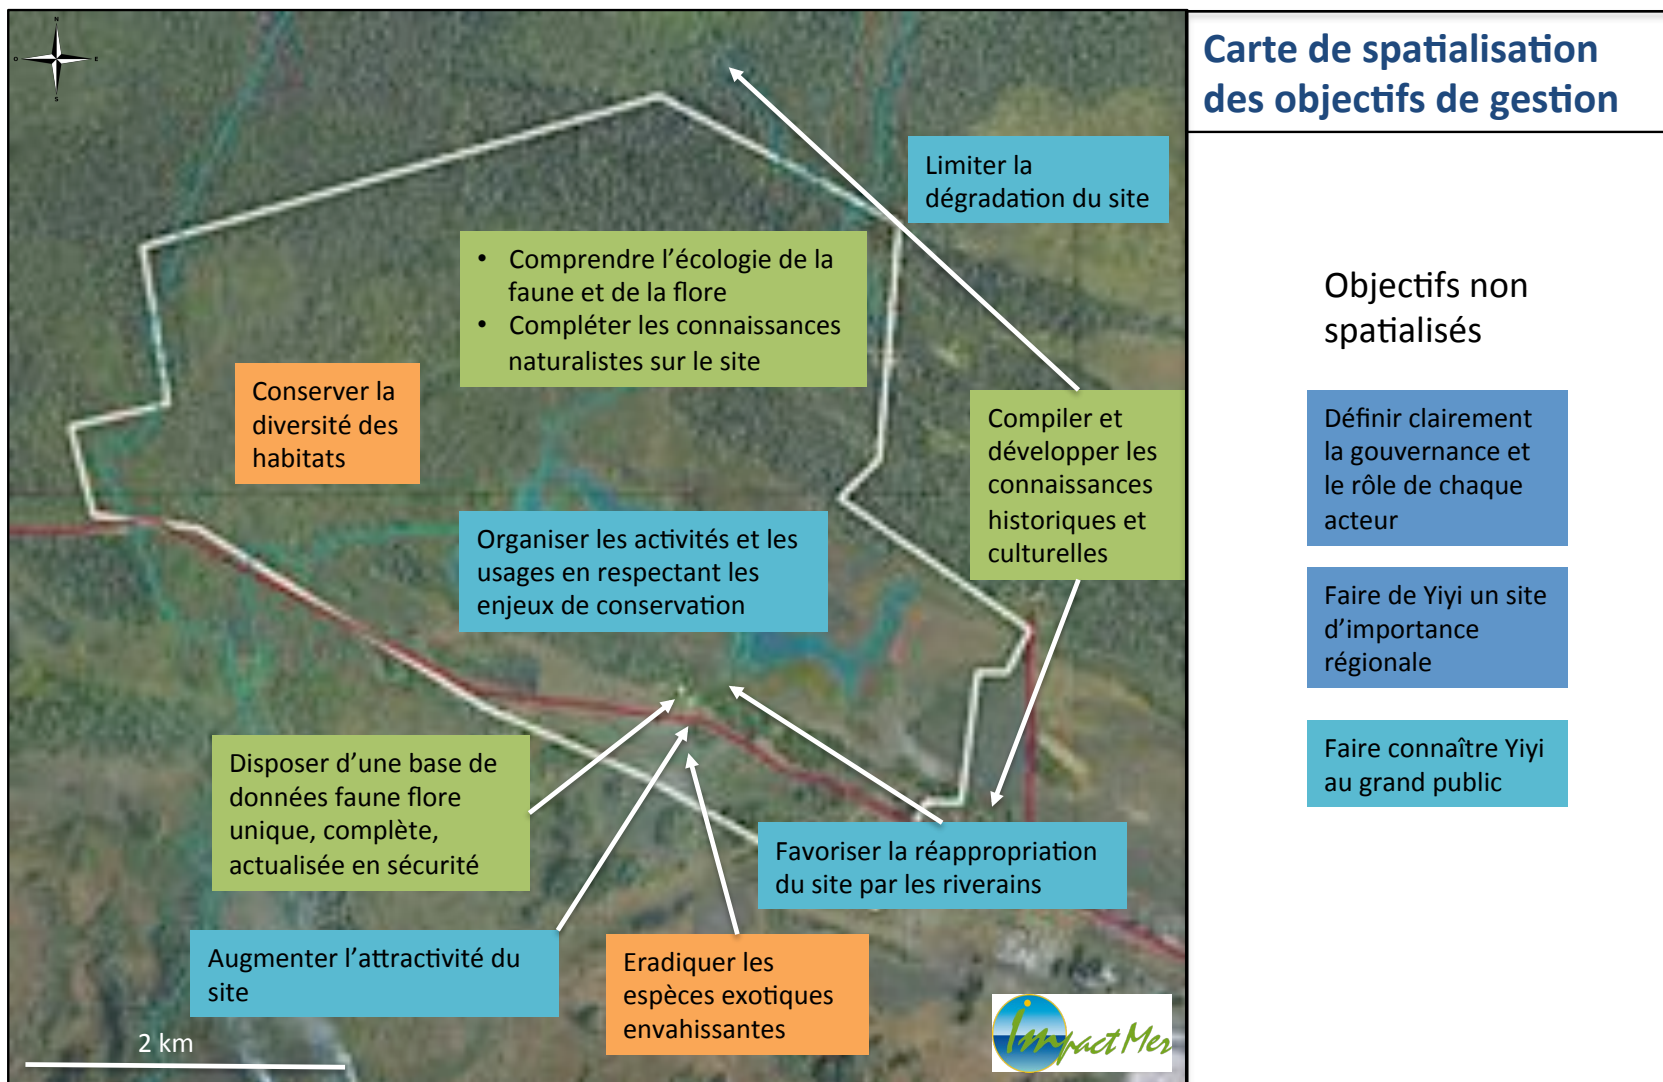 Carte de spatialisation
des objectifs de gestion
N
O
E
S
Limiter la
dégradation du site
• Comprendre l’écologie de la
faune et de la flore
• Compléter les connaissances
naturalistes sur le site
Conserver la
diversité des
habitats
Compiler et
développer les
connaissances
historiques et
culturelles
Organiser les activités et les
usages en respectant les
enjeux de conservation
Disposer d’une base de
données faune flore
unique, complète,
actualisée en sécurité
Favoriser la réappropriation
du site par les riverains
Augmenter l’attractivité du
site
Eradiquer les
espèces exotiques
envahissantes
2 km
Impact Mer
Objectifs non
spatialisés
Définir clairement
la gouvernance et
le rôle de chaque
acteur
Faire de Yiyi un site
d’importance
régionale
Faire connaître Yiyi
au grand public